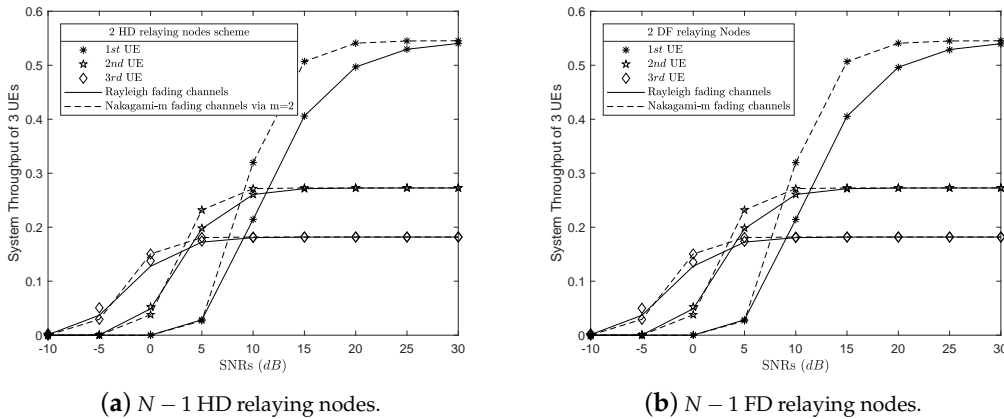 System Throughput of 3 UEs
0.6
0.5
0.4
0.3
0.2
0.1
0
2 HD relaying nodes scheme
1st UE
2nd UE
3rd UE
Rayleigh fading channels
Nakagami-m fading channels via m=2
-10 -5 0 5 10 15 20 25 30
SNRs (dB)
(a) N − 1 HD relaying nodes.
System Throughput of 3 UEs
0.6
0.5
0.4
0.3
0.2
0.1
0
2 DF relaying Nodes
1st UE
2nd UE
3rd UE
Rayleigh fading channels
Nakagami-m fading channels
-10 -5 0 5 10 15 20 25 30
SNRs (dB)
(b) N − 1 FD relaying nodes.